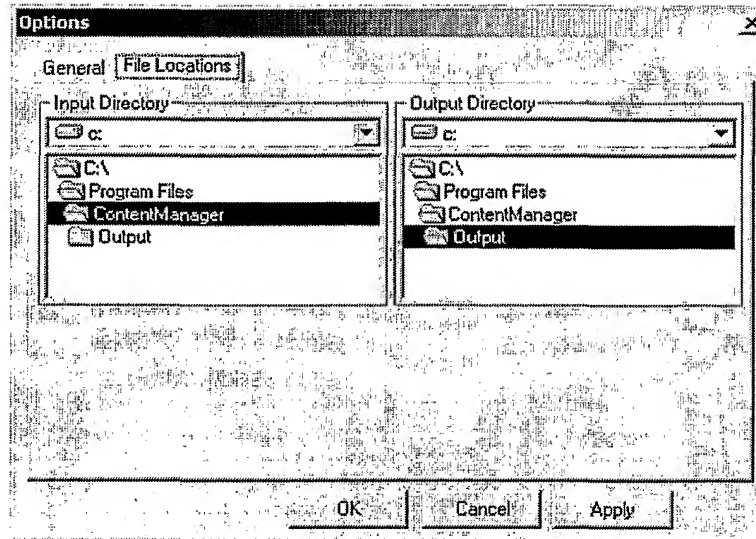 Options
General File Locations
Input Directory
c:
C:\
Program Files
ContentManager
Output
Output Directory
c:
C:\
Program Files
ContentManager
Output
OK Cancel Apply